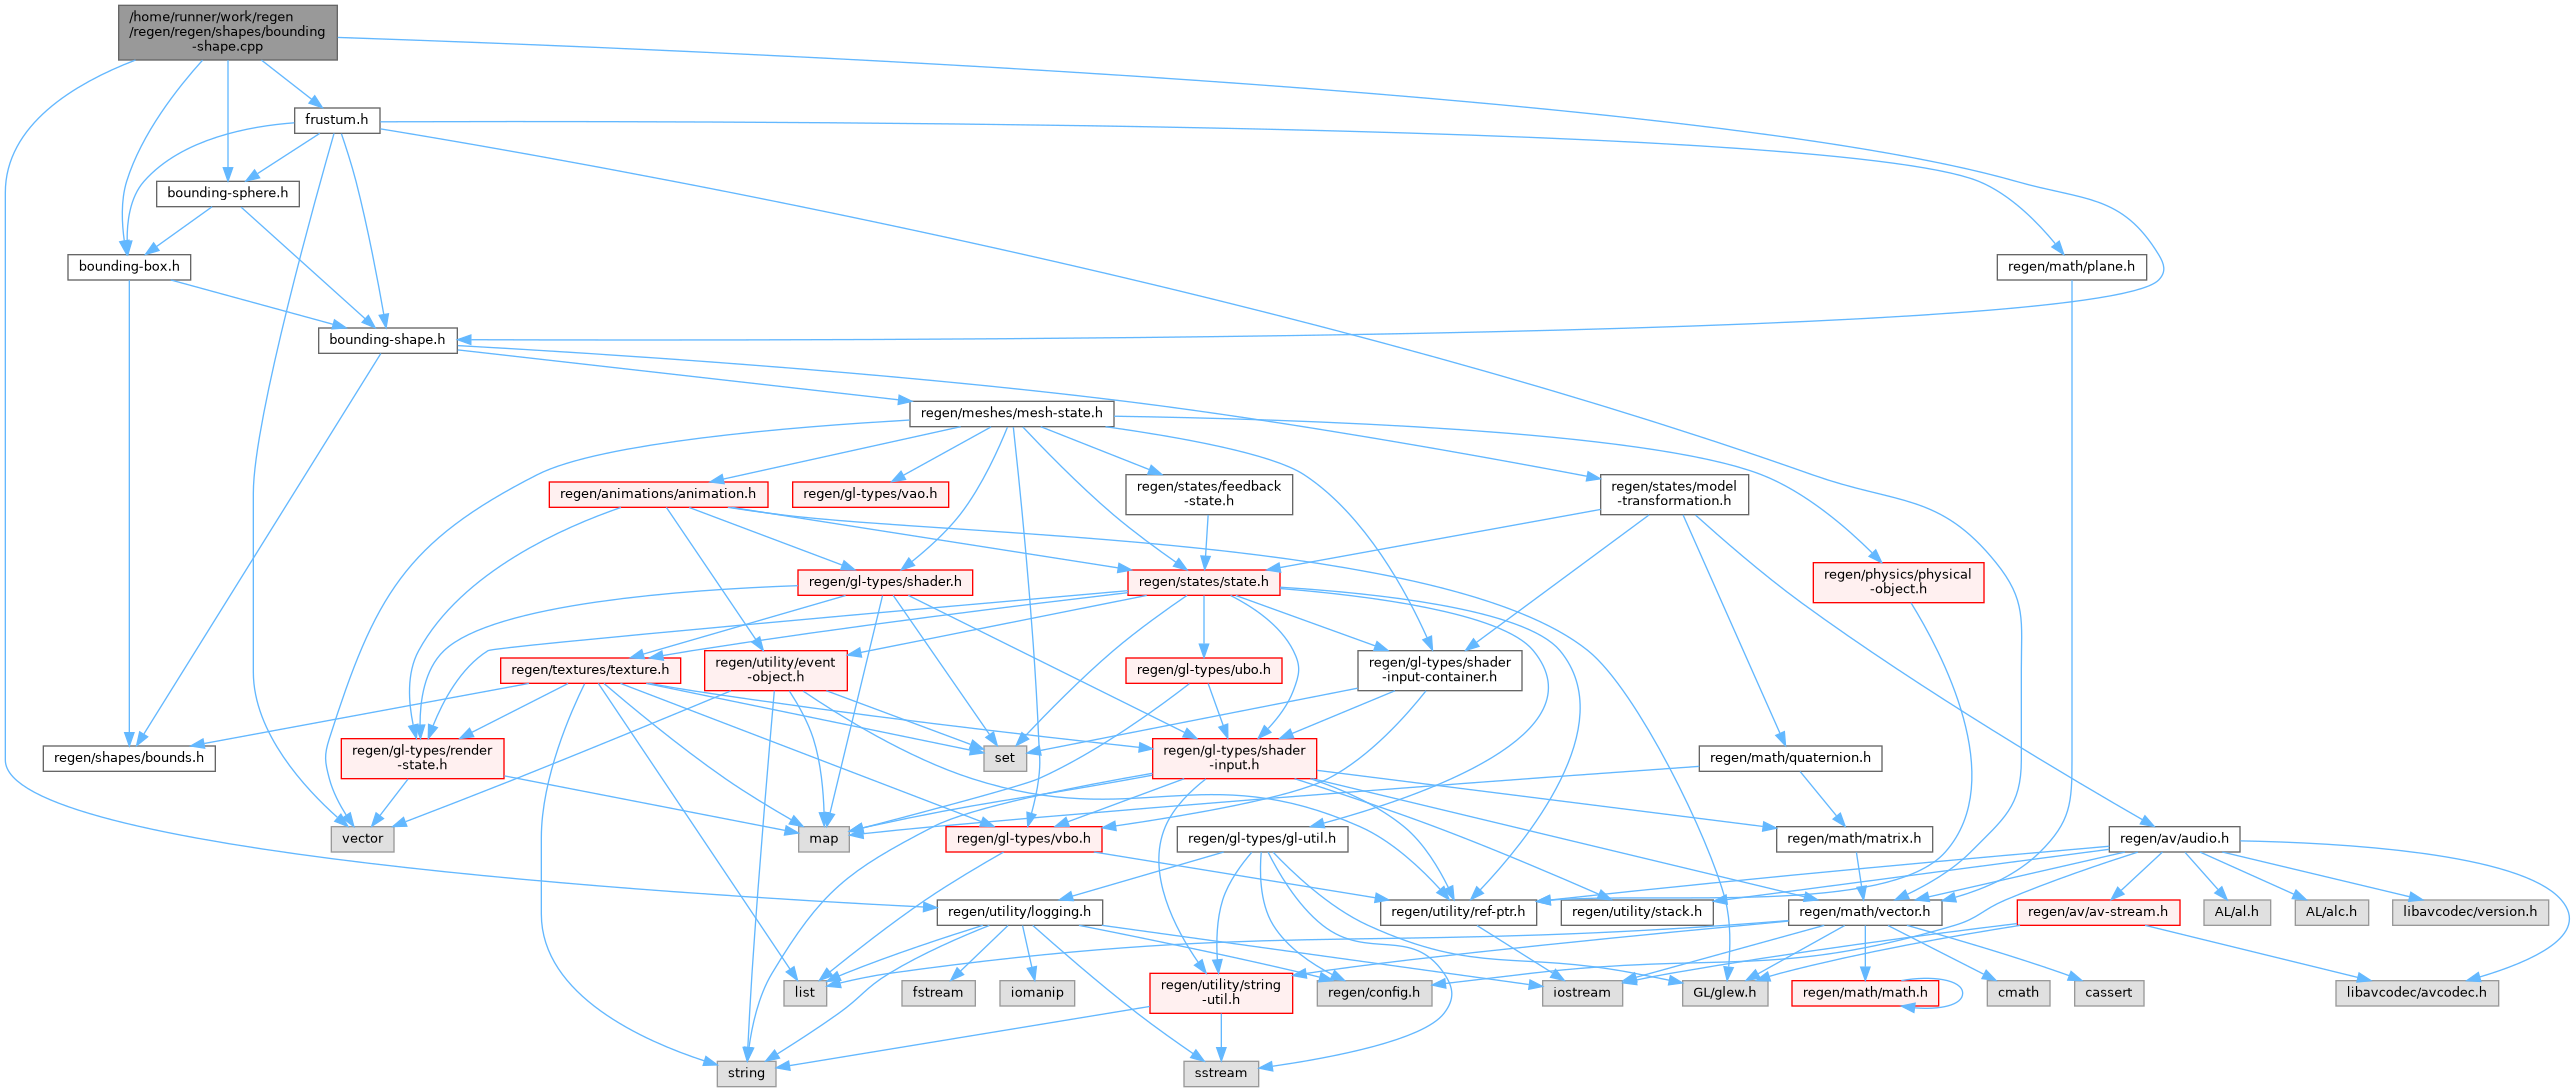 /home/runner/work/regen
/regen/regen/shapes/bounding
-shape.cpp
frustum.h
bounding-sphere.h
bounding-box.h
regen/math/plane.h
bounding-shape.h
regen/meshes/mesh-state.h
regen/animations/animation.h
regen/gl-types/vao.h
regen/states/feedback
-state.h
regen/states/model
-transformation.h
regen/gl-types/shader.h
regen/states/state.h
regen/physics/physical
-object.h
regen/textures/texture.h
regen/utility/event
-object.h
regen/gl-types/ubo.h
regen/gl-types/shader
-input-container.h
regen/shapes/bounds.h
regen/gl-types/render
-state.h
set
regen/gl-types/shader
-input.h
regen/math/quaternion.h
vector
map
regen/gl-types/vbo.h
regen/gl-types/gl-util.h
regen/math/matrix.h
regen/av/audio.h
regen/utility/logging.h
regen/utility/ref-ptr.h
regen/utility/stack.h
regen/math/vector.h
regen/av/av-stream.h
AL/al.h
AL/alc.h
libavcodec/version.h
list
fstream
iomanip
regen/utility/string
-util.h
regen/config.h
iostream
GL/glew.h
regen/math/math.h
cmath
cassert
libavcodec/avcodec.h
string
sstream